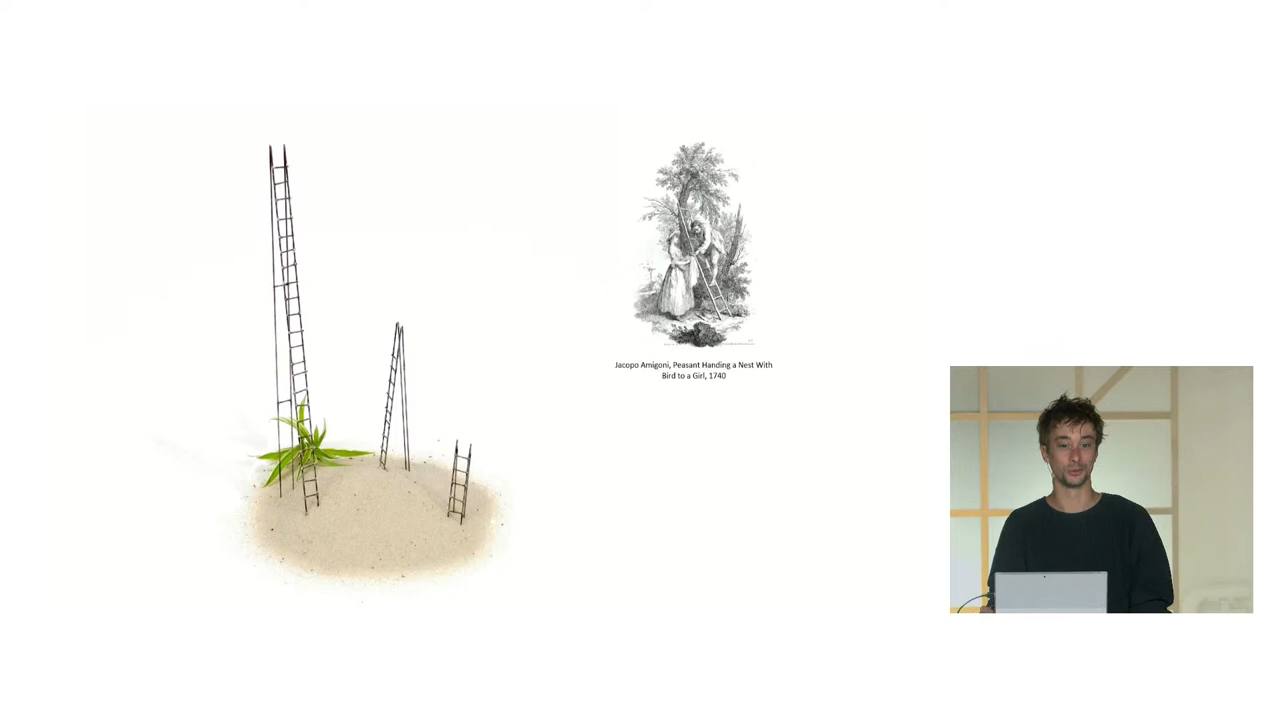 Jacopo Amigoni, Peasant Handing a Nest With
Bird to a Girl, 1740